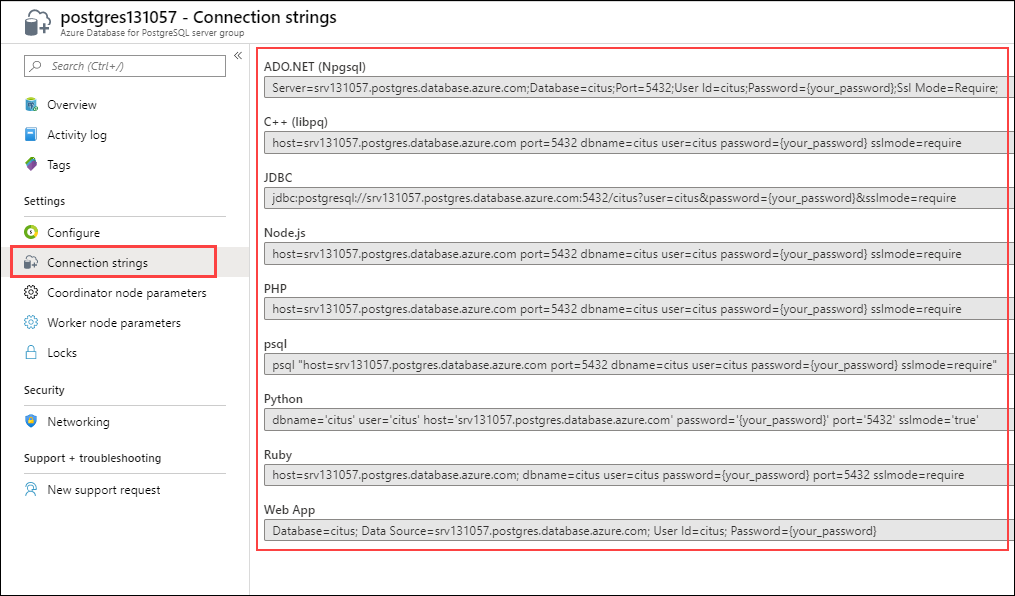 postgres131057 - Connection strings
Azure Database for PostgreSQL server group
Search (Ctrl+/)
«
Overview
Activity log
Tags
Settings
Configure
Connection strings
Coordinator node parameters
Worker node parameters
Locks
Security
Networking
Support + troubleshooting
New support request
ADO.NET (Npgsql)
Server=srv131057.postgres.database.azure.com;Database=citus;Port=5432;User Id=citus;Password={your_password};Ssl Mode=Require;
C++ (libpq)
host=srv131057.postgres.database.azure.com port=5432 dbname=citus user=citus password={your_password} sslmode=require
JDBC
jdbc:postgresql://srv131057.postgres.database.azure.com:5432/citus?user=citus&password={your_password}&sslmode=require
Node.js
host=srv131057.postgres.database.azure.com port=5432 dbname=citus user=citus password={your_password} sslmode=require
PHP
host=srv131057.postgres.database.azure.com port=5432 dbname=citus user=citus password={your_password} sslmode=require
psql
psql "host=srv131057.postgres.database.azure.com port=5432 dbname=citus user=citus password={your_password} sslmode=require"
Python
dbname='citus' user='citus' host='srv131057.postgres.database.azure.com' password='{your_password}' port='5432' sslmode='true'
Ruby
host=srv131057.postgres.database.azure.com; dbname=citus user=citus password={your_password} port=5432 sslmode=require
Web App
Database=citus; Data Source=srv131057.postgres.database.azure.com; User Id=citus; Password={your_password}